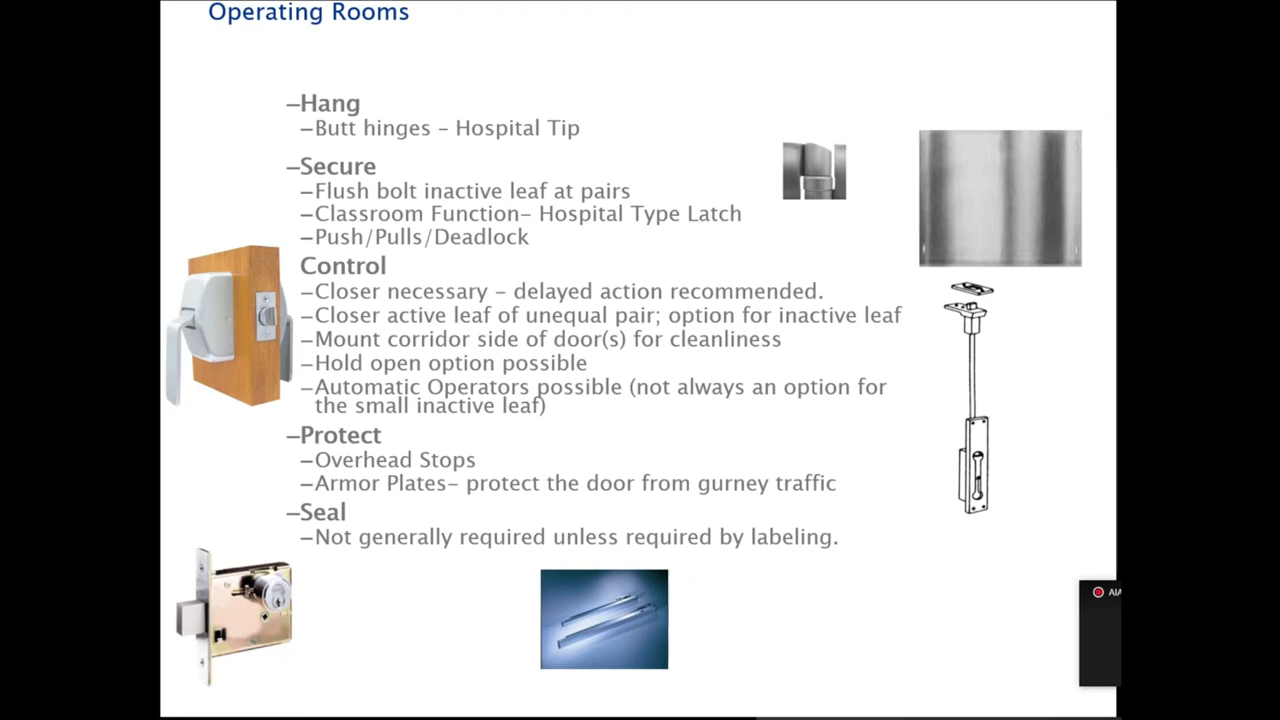 Operating Rooms
–Hang
–Butt hinges – Hospital Tip
–Secure
–Flush bolt inactive leaf at pairs
–Classroom Function– Hospital Type Latch
–Push/Pulls/Deadlock
Control
–Closer necessary – delayed action recommended.
–Closer active leaf of unequal pair; option for inactive leaf
–Mount corridor side of door(s) for cleanliness
–Hold open option possible
–Automatic Operators possible (not always an option for
the small inactive leaf)
–Protect
–Overhead Stops
–Armor Plates– protect the door from gurney traffic
–Seal
–Not generally required unless required by labeling.
AIA